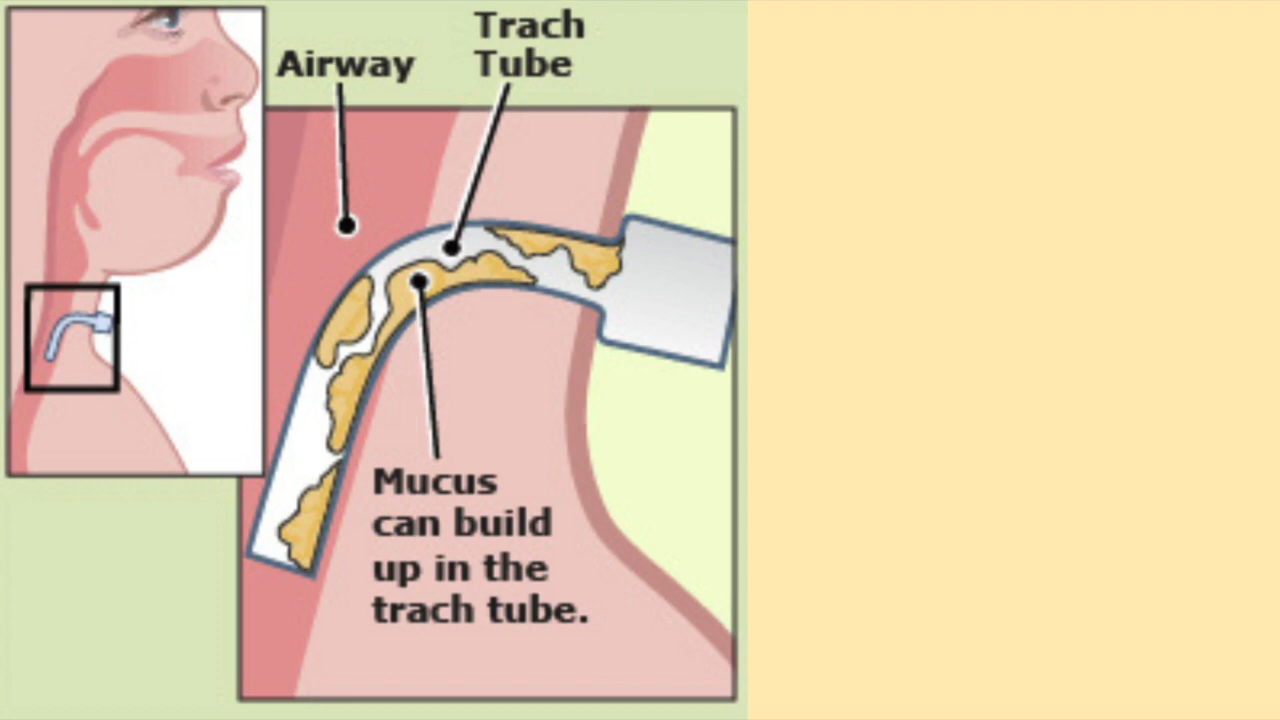 Trach
Tube
Airway
Mucus
can build
up in the
trach tube.